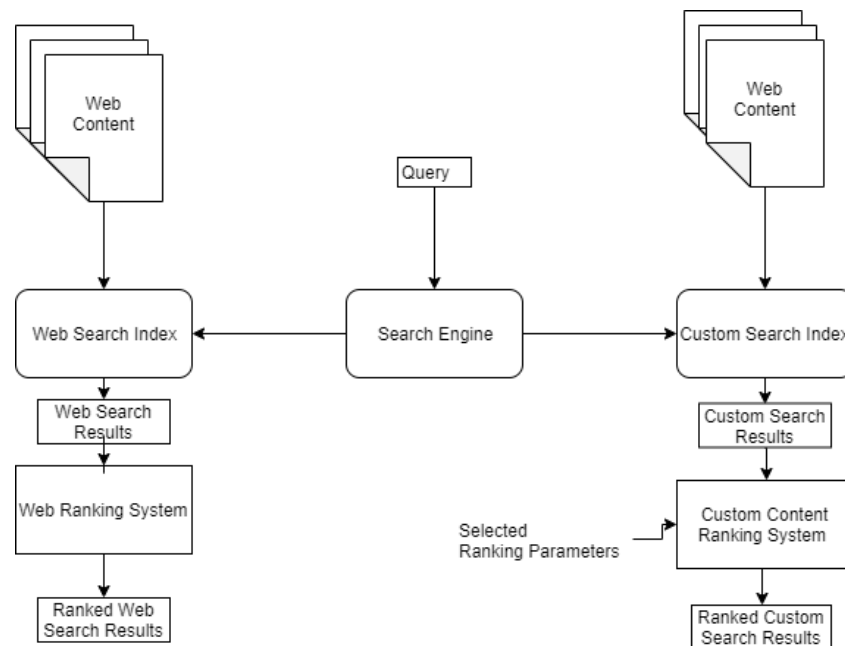 Web
Content
Web
Content
Query
Web Search Index
Search Engine
Custom Search Index
Web Search
Results
Custom Search
Results
Web Ranking System
Selected
Ranking Parameters
Custom Content
Ranking System
Ranked Web
Search Results
Ranked Custom
Search Results